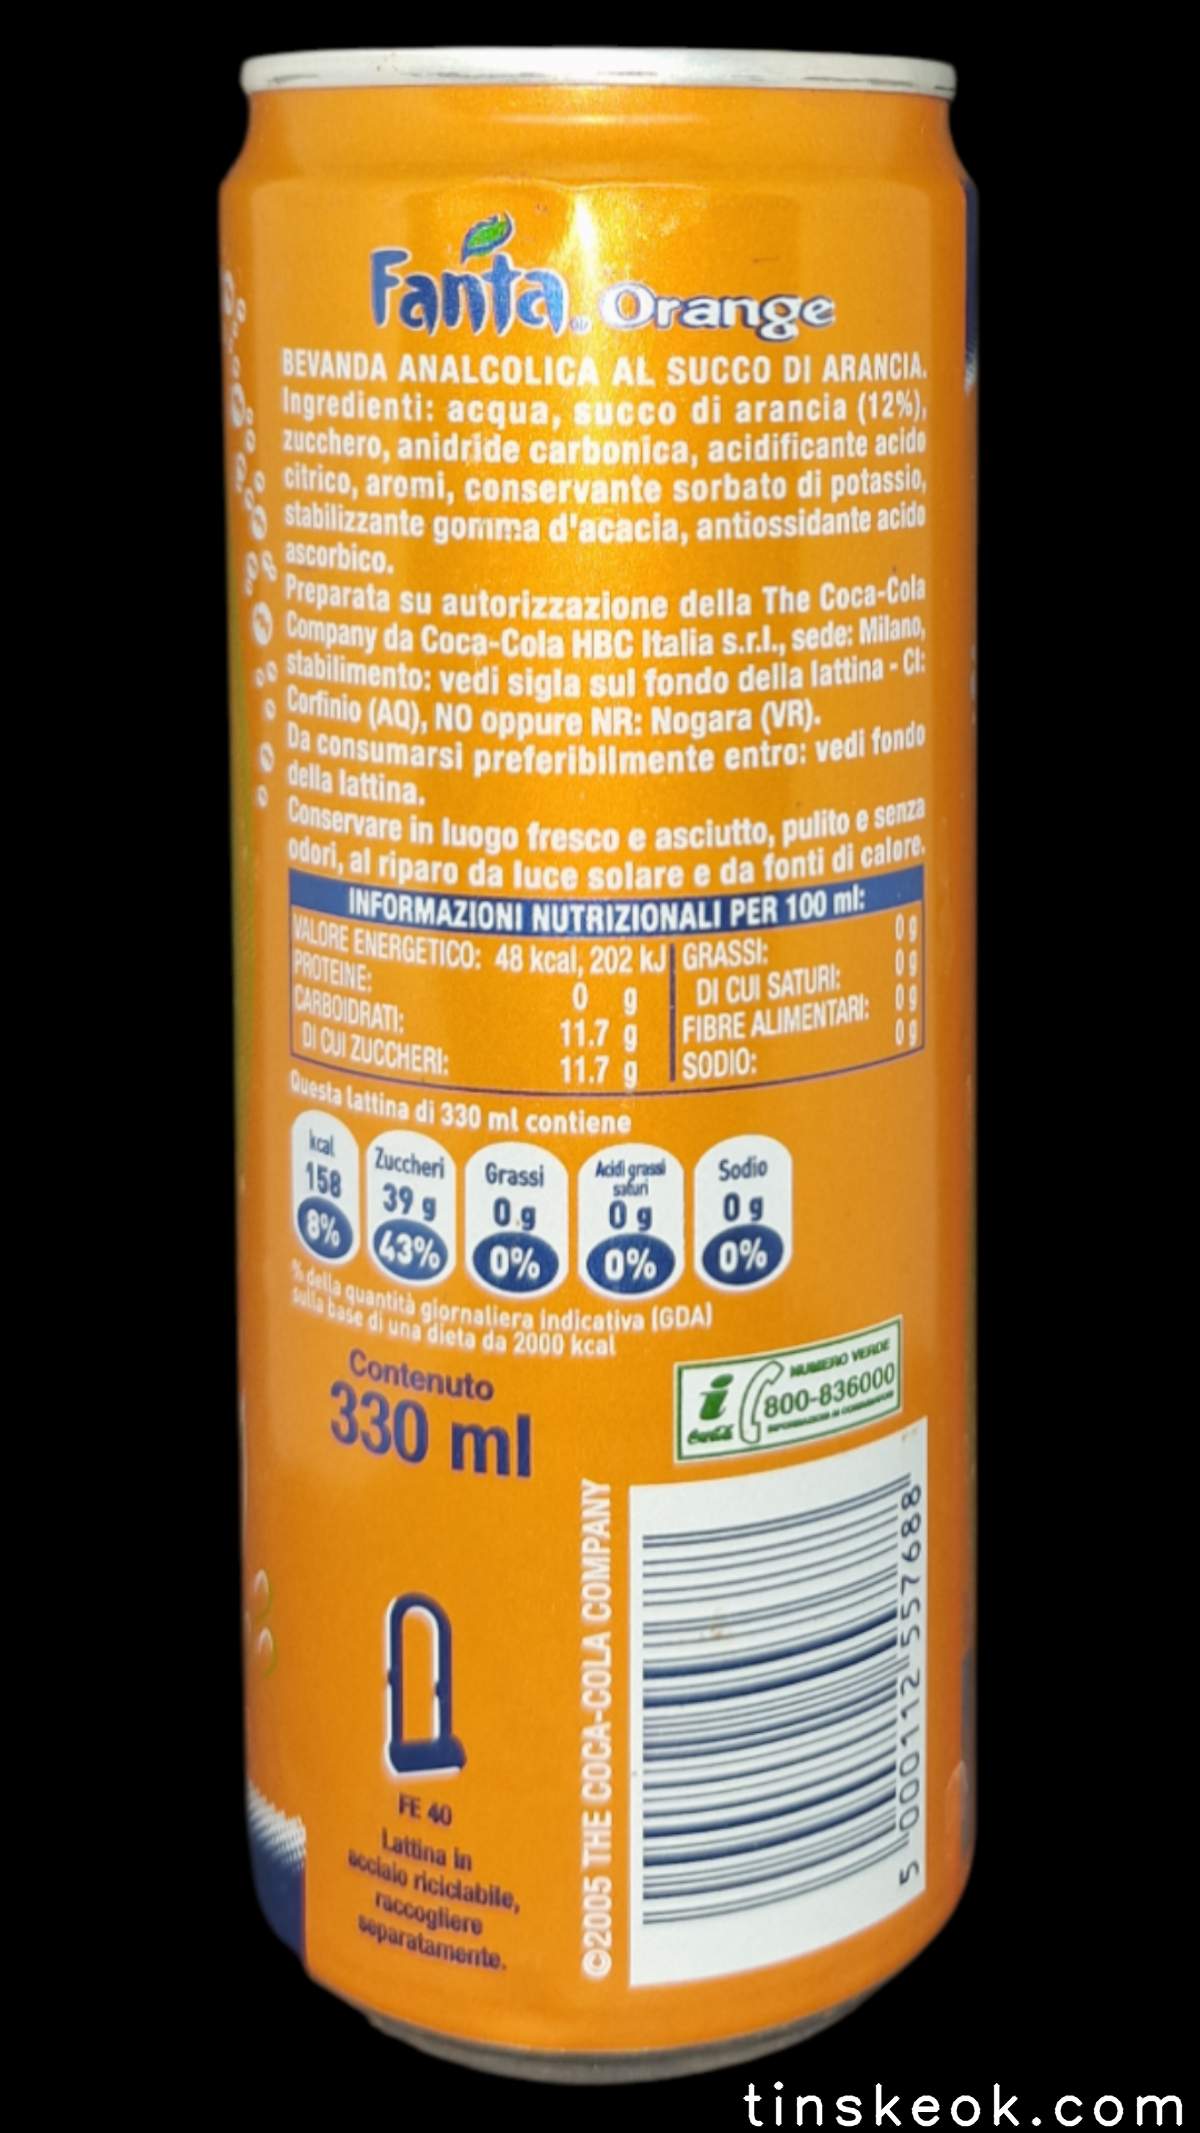 Fanta Orange
BEVANDA ANALCOLICA AL SUCCO DI ARANCIA.
Ingredienti: acqua, succo di arancia (12%),
zucchero, anidride carbonica, acidificante acido
citrico, aromi, conservante sorbato di potassio,
stabilizzante gomma d'acacia, antiossidante acido
ascorbico.
Preparata su autorizzazione della The Coca-Cola
Company da Coca-Cola HBC Italia s.r.l., sede: Milano,
stabilimento: vedi sigla sul fondo della lattina - CI:
Corfinio (AQ), NO oppure NR: Nogara (VR).
Da consumarsi preferibilmente entro: vedi fondo
della lattina.
Conservare in luogo fresco e asciutto, pulito e senza
odori, al riparo da luce solare e da fonti di calore.
INFORMAZIONI NUTRIZIONALI PER 100 ml:
VALORE ENERGETICO: 48 kcal, 202 kJ
PROTEINE: 0 g
CARBOIDRATI: 11.7 g
DI CUI ZUCCHERI: 11.7 g
GRASSI: 0 g
DI CUI SATURI: 0 g
FIBRE ALIMENTARI: 0 g
SODIO: 0 g
Questa lattina di 330 ml contiene
kcal 158 8%
Zuccheri 39 g 43%
Grassi 0 g 0%
Acidi grassi saturi 0 g 0%
Sodio 0 g 0%
% della quantità giornaliera indicativa (GDA)
sulla base di una dieta da 2000 kcal
Contenuto
330 ml
NUMERO VERDE
800-836000
©2005 THE COCA-COLA COMPANY
5 000112 557688
FE 40
Lattina in
acciaio riciclabile,
raccogliere
separatamente.
tinskeok.com